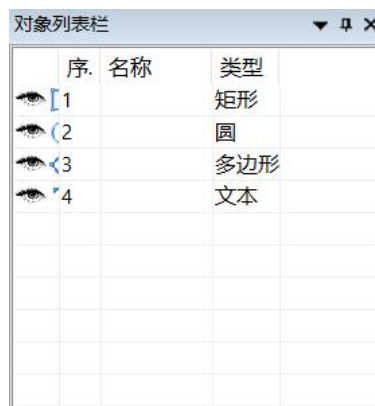 对象列表栏
序. 名称 类型
1 矩形
2 圆
3 多边形
4 文本